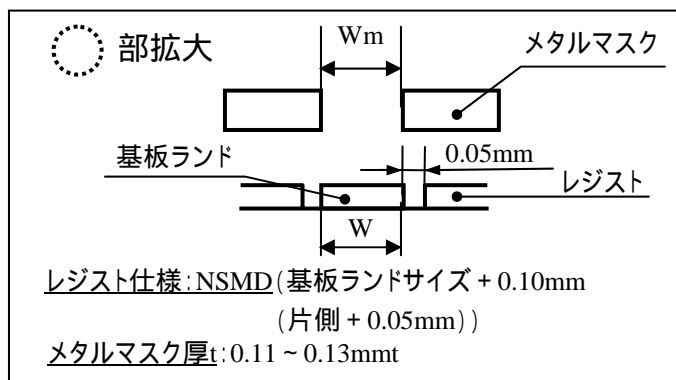 部拡大
Wm
メタルマスク
基板ランド
0.05mm
レジスト
W
レジスト仕様:NSMD(基板ランドサイズ + 0.10mm
(片側 + 0.05mm))
メタルマスク厚t:0.11 ~ 0.13mmt